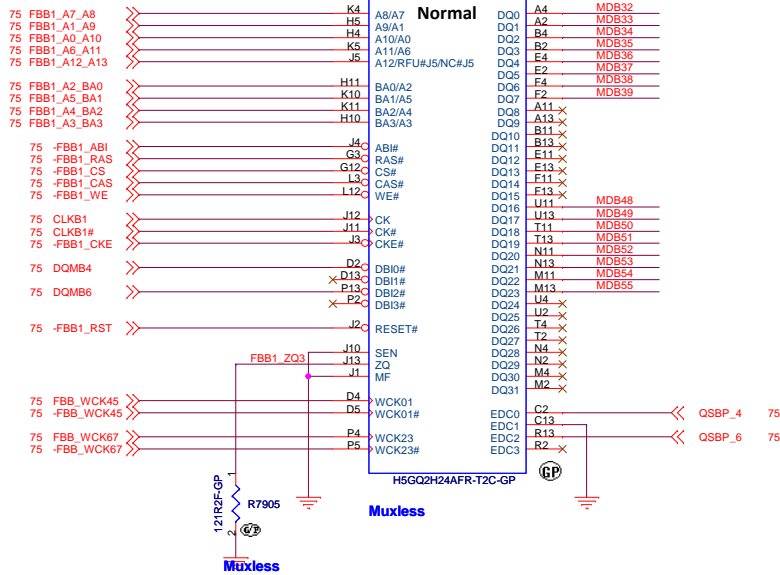 Normal
75 FBB1_A7_A8 K4 A8/A7 DQ0 A4 MDB32
75 FBB1_A1_A9 H5 A9/A1 DQ1 A2 MDB33
75 FBB1_A0_A10 H4 A10/A0 DQ2 B4 MDB34
75 FBB1_A6_A11 K5 A11/A6 DQ3 B2 MDB35
75 FBB1_A12_A13 J5 A12/RFU#J5/NC#J5 DQ4 E4 MDB36
DQ5 E2 MDB37
75 FBB1_A2_BA0 H11 BA0/A2 DQ6 F4 MDB38
75 FBB1_A5_BA1 K10 BA1/A5 DQ7 F2 MDB39
75 FBB1_A4_BA2 K11 BA2/A4 DQ8 A11
75 FBB1_A3_BA3 H10 BA3/A3 DQ9 A13
DQ10 B11
75 -FBB1_ABI J4 ABI# DQ11 B13
75 -FBB1_RAS G3 RAS# DQ12 E11
75 -FBB1_CS G12 CS# DQ13 E13
75 -FBB1_CAS L3 CAS# DQ14 F11
75 -FBB1_WE L12 WE# DQ15 F13
DQ16 U11 MDB48
75 CLKB1 J12 CK DQ17 U13 MDB49
75 CLKB1# J11 CK# DQ18 T11 MDB50
75 -FBB1_CKE J3 CKE# DQ19 T13 MDB51
DQ20 N11 MDB52
75 DQMB4 D2 DBI0# DQ21 N13 MDB53
D13 DBI1# DQ22 M11 MDB54
75 DQMB6 P13 DBI2# DQ23 M13 MDB55
P2 DBI3# DQ24 U4
DQ25 U2
75 -FBB1_RST J2 RESET# DQ26 T4
DQ27 T2
J10 SEN DQ28 N4
FBB1_ZQ3 J13 ZQ DQ29 N2
J1 MF DQ30 M4
DQ31 M2
75 FBB_WCK45 D4 WCK01
75 -FBB_WCK45 D5 WCK01# EDC0 C2 QSBP_4 75
EDC1 C13
75 FBB_WCK67 P4 WCK23 EDC2 R13 QSBP_6 75
75 -FBB_WCK67 P5 WCK23# EDC3 R2
H5GQ2H24AFR-T2C-GP
GP
1
121R2F-GP
R7905
2
G/P
Muxless
Muxless